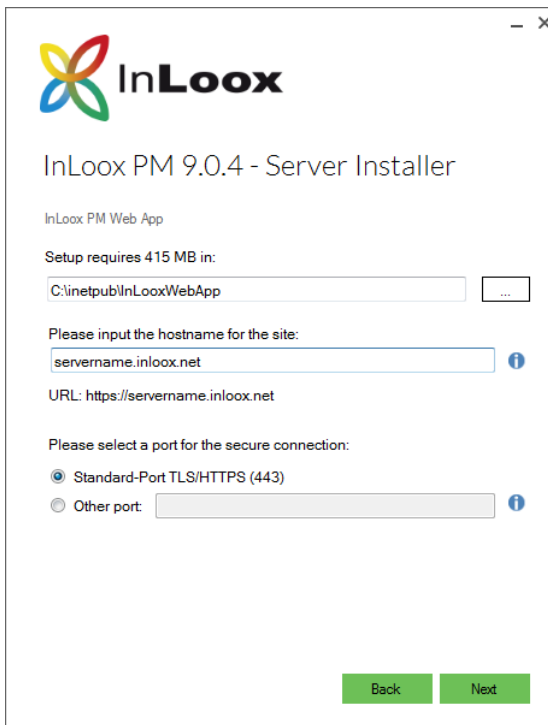 InLoox
InLoox PM 9.0.4 - Server Installer
InLoox PM Web App
Setup requires 415 MB in:
C:\inetpub\InLooxWebApp
...
Please input the hostname for the site:
servername.inloox.net
URL: https://servername.inloox.net
Please select a port for the secure connection:
Standard-Port TLS/HTTPS (443)
Other port:
Back Next